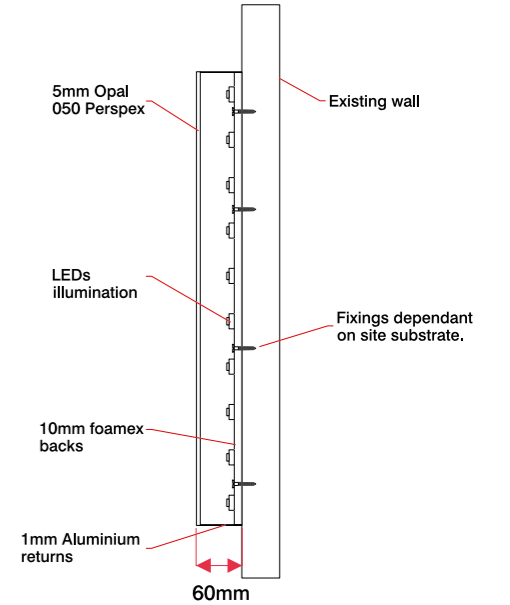 5mm Opal
050 Perspex
Existing wall
LEDs
illumination
Fixings dependant
on site substrate.
10mm foamex
backs
1mm Aluminium
returns
60mm